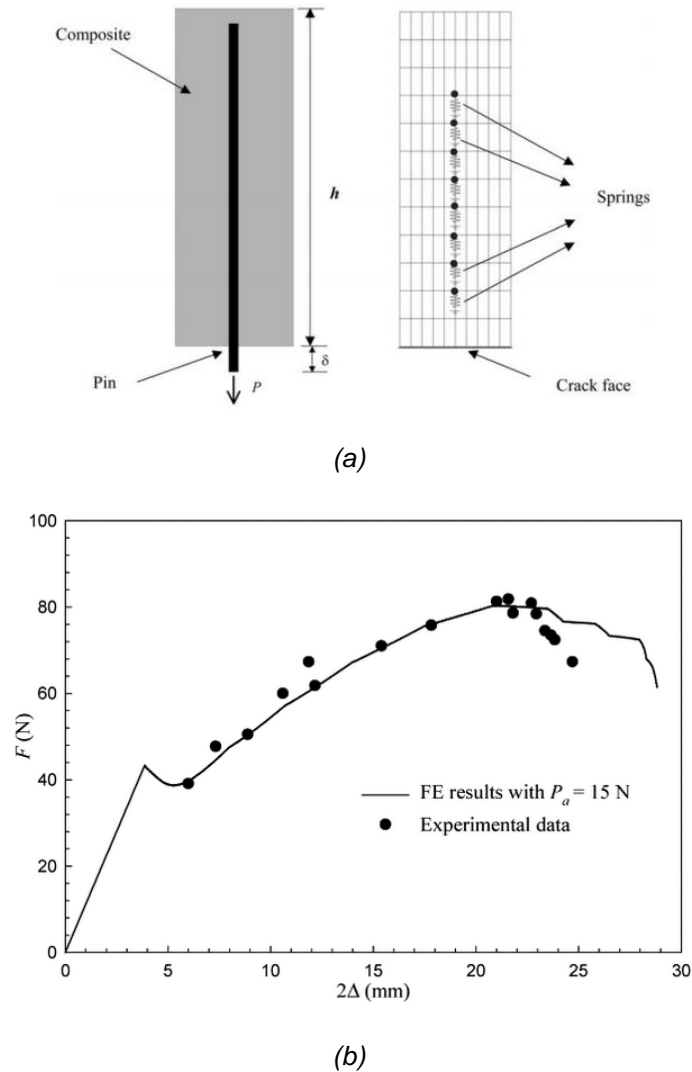 Composite
h
Springs
δ
Pin
P
Crack face
(a)
100
80
60
40
20
0
F (N)
FE results with Pa = 15 N
Experimental data
0 5 10 15 20 25 30
2Δ (mm)
(b)